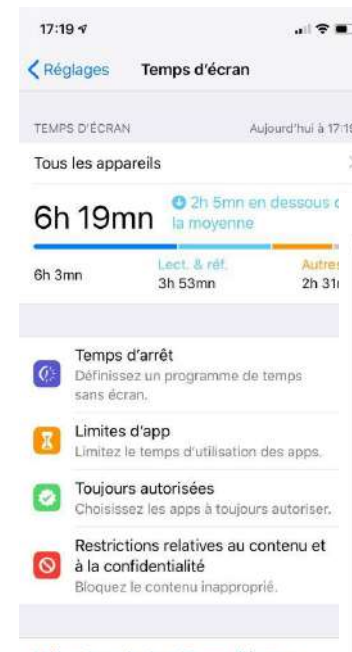 17:19
Réglages Temps d'écran
TEMPS D'ÉCRAN Aujourd'hui à 17:19
Tous les appareils
6h 19mn 2h 5mn en dessous
la moyenne
Lect. & réf. Autres
6h 3mn 3h 53mn 2h 31
Temps d'arrêt
Définissez un programme de temps
sans écran.
Limites d'app
Limitez le temps d'utilisation des apps.
Toujours autorisées
Choisissez les apps à toujours autoriser.
Restrictions relatives au contenu et
à la confidentialité
Bloquez le contenu inapproprié.